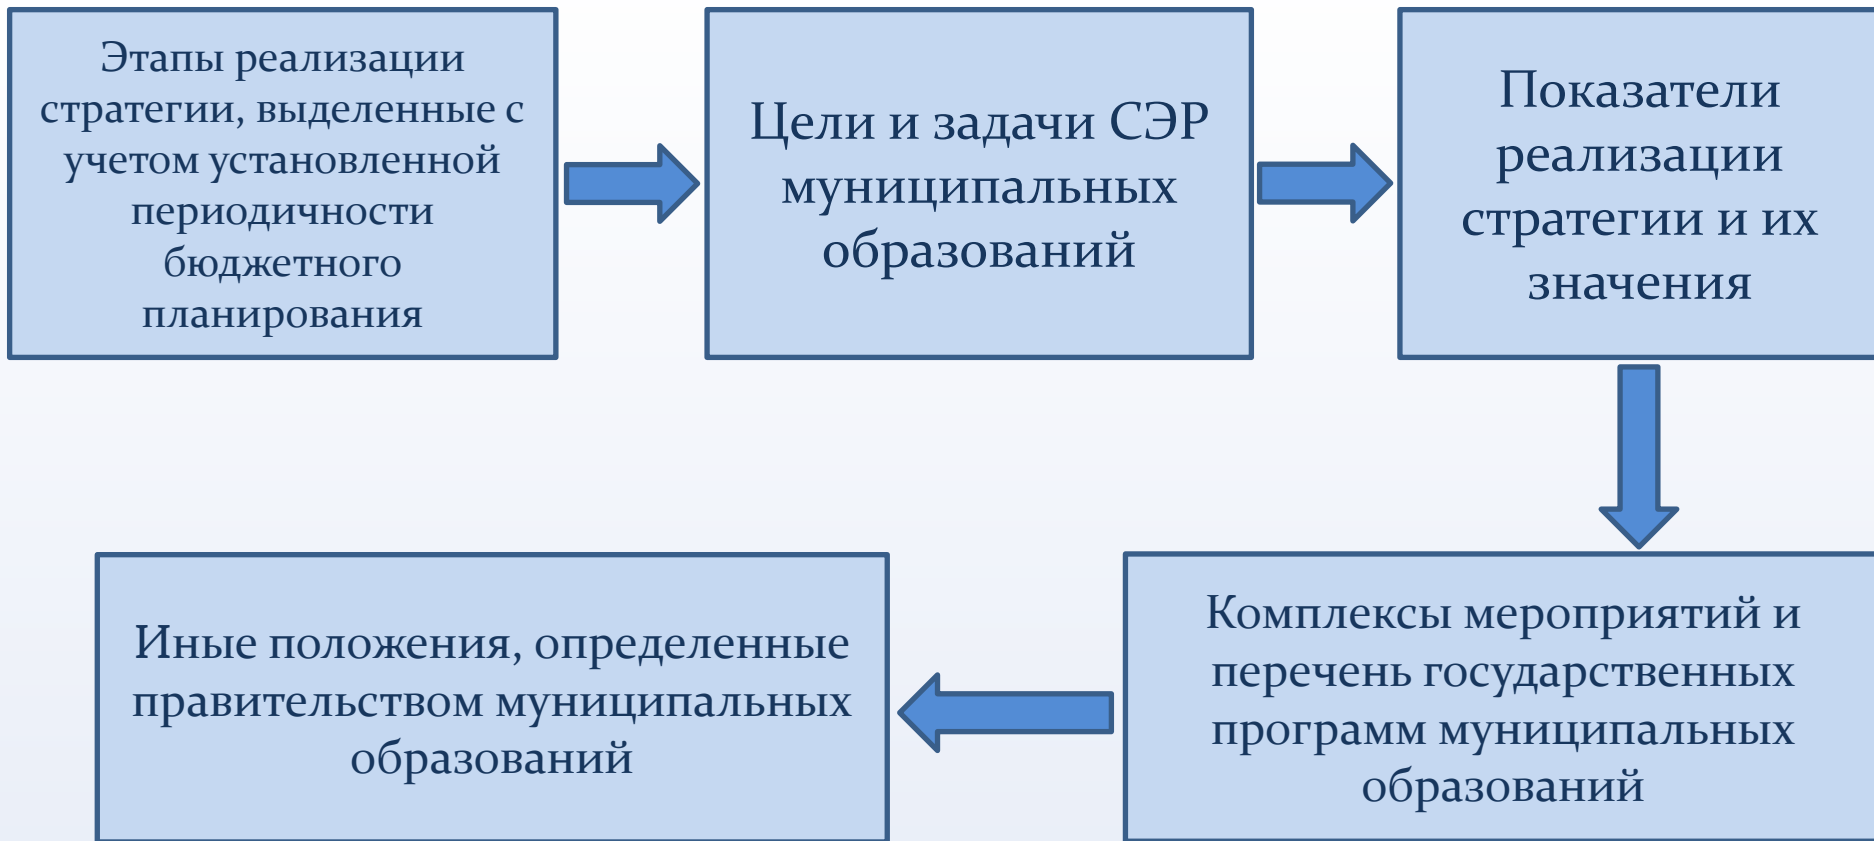 Этапы реализации
стратегии, выделенные с
учетом установленной
периодичности
бюджетного
планирования
Цели и задачи СЭР
муниципальных
образований
Показатели
реализации
стратегии и их
значения
Комплексы мероприятий и
перечень государственных
программ муниципальных
образований
Иные положения, определенные
правительством муниципальных
образований